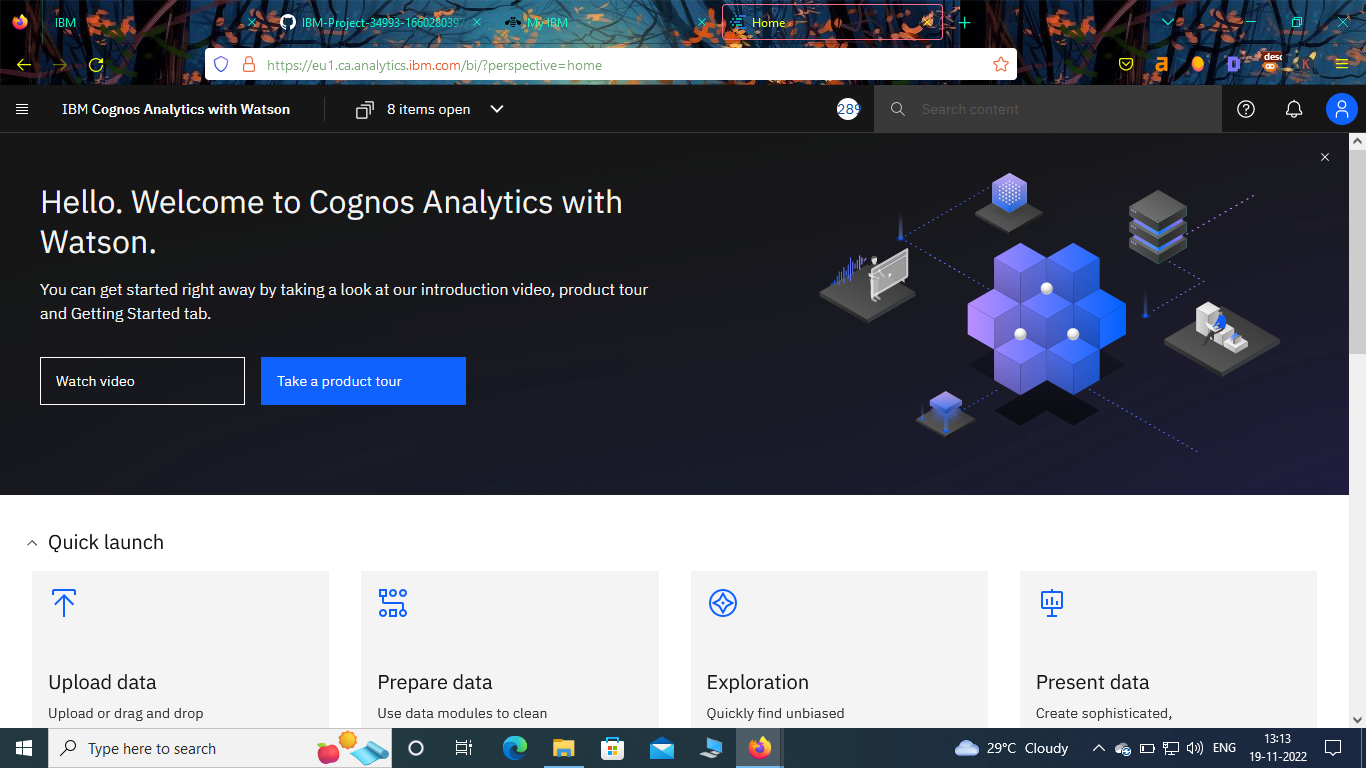 IBM
IBM-Project-34993-1660280397
My IBM
Home
https://eu1.ca.analytics.ibm.com/bi/?perspective=home
desc
IBM Cognos Analytics with Watson
8 items open
289
Search content
Hello. Welcome to Cognos Analytics with
Watson.
You can get started right away by taking a look at our introduction video, product tour
and Getting Started tab.
Watch video
Take a product tour
Quick launch
Upload data
Prepare data
Exploration
Present data
Upload or drag and drop
Use data modules to clean
Quickly find unbiased
Create sophisticated,
Type here to search
29°C Cloudy
ENG
13:13
19-11-2022